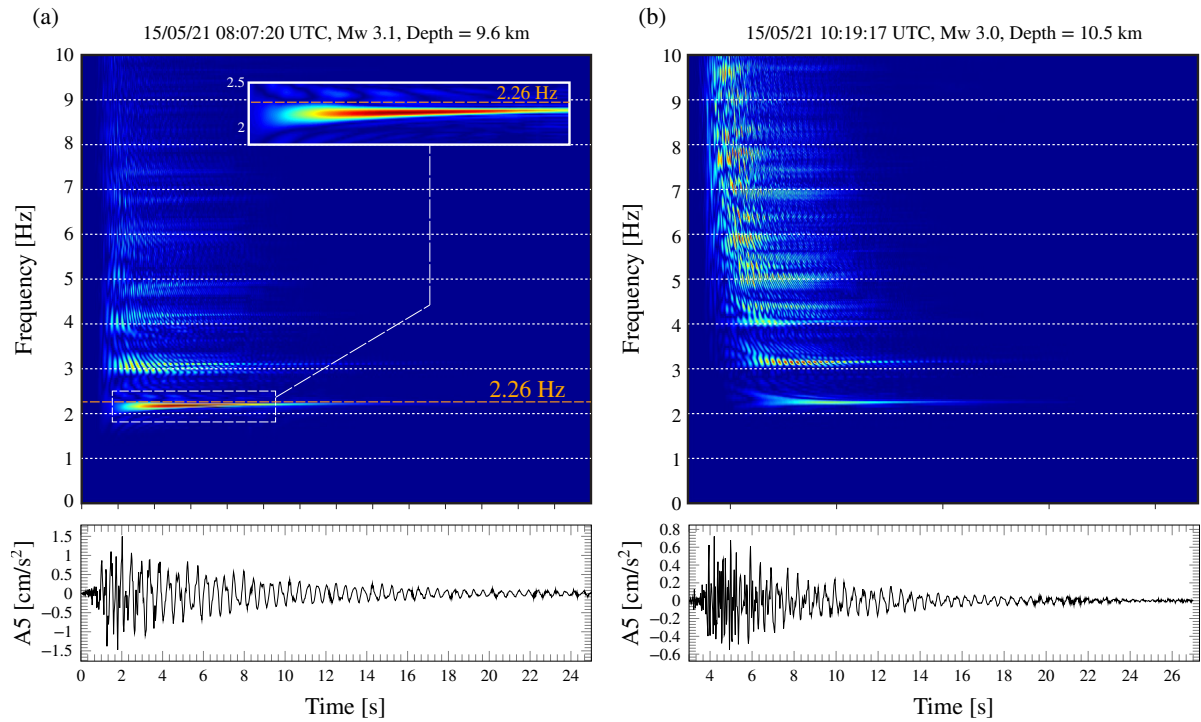 (a)
15/05/21 08:07:20 UTC, Mw 3.1, Depth = 9.6 km
Frequency [Hz]
10
9
8
7
6
5
4
3
2
1
0
2.5
2
2.26 Hz
2.26 Hz
A5 [cm/s²]
1.5
1
0.5
0
−0.5
−1
−1.5
0 2 4 6 8 10 12 14 16 18 20 22 24
Time [s]
(b)
15/05/21 10:19:17 UTC, Mw 3.0, Depth = 10.5 km
Frequency [Hz]
10
9
8
7
6
5
4
3
2
1
0
A5 [cm/s²]
0.8
0.6
0.4
0.2
0
−0.2
−0.4
−0.6
4 6 8 10 12 14 16 18 20 22 24 26
Time [s]